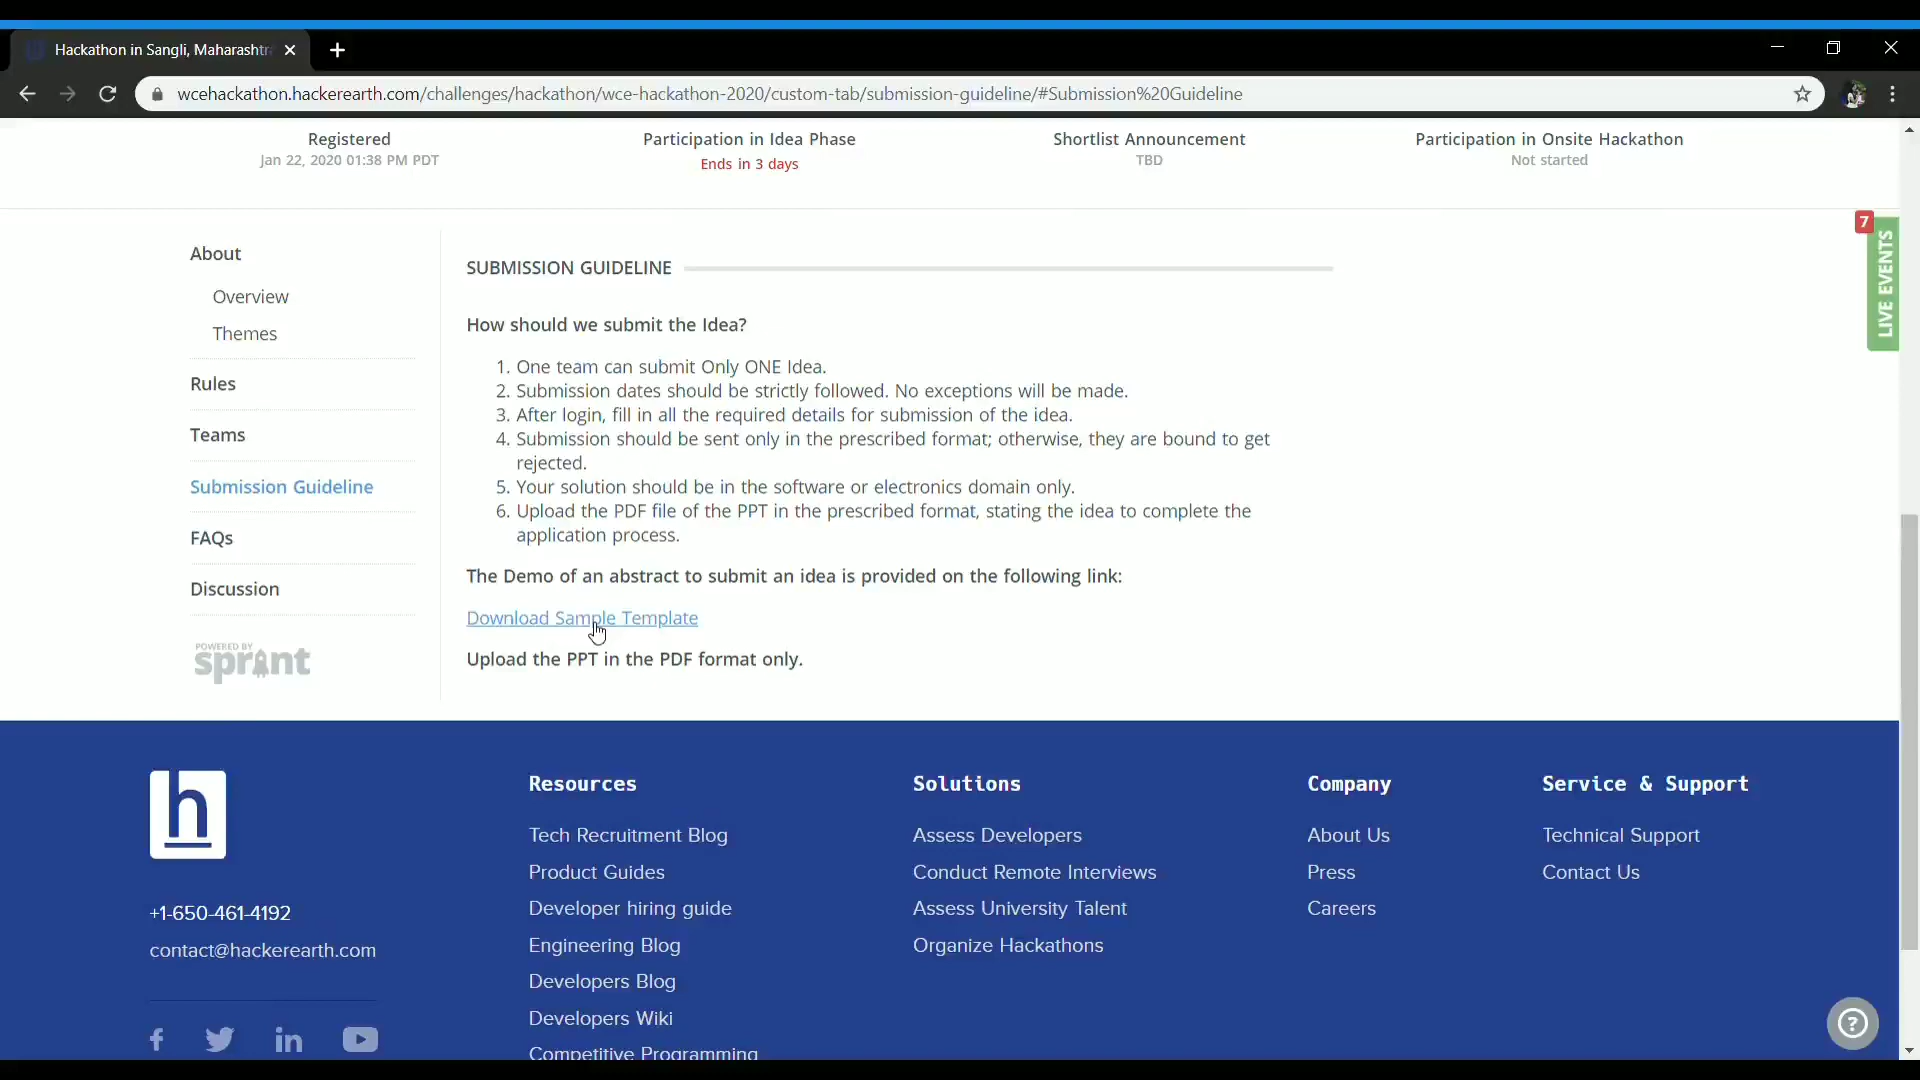 Hackathon in Sangli, Maharashtr
wcehackathon.hackerearth.com/challenges/hackathon/wce-hackathon-2020/custom-tab/submission-guideline/#Submission%20Guideline
Registered
Jan 22, 2020 01:38 PM PDT
Participation in Idea Phase
Ends in 3 days
Shortlist Announcement
TBD
Participation in Onsite Hackathon
Not started
7
LIVE EVENTS
About
Overview
Themes
Rules
Teams
Submission Guideline
FAQs
Discussion
POWERED BY
sprint
SUBMISSION GUIDELINE
How should we submit the Idea?
1. One team can submit Only ONE Idea.
2. Submission dates should be strictly followed. No exceptions will be made.
3. After login, fill in all the required details for submission of the idea.
4. Submission should be sent only in the prescribed format; otherwise, they are bound to get
rejected.
5. Your solution should be in the software or electronics domain only.
6. Upload the PDF file of the PPT in the prescribed format, stating the idea to complete the
application process.
The Demo of an abstract to submit an idea is provided on the following link:
Download Sample Template
Upload the PPT in the PDF format only.
h
+1-650-461-4192
contact@hackerearth.com
f
in
Resources
Tech Recruitment Blog
Product Guides
Developer hiring guide
Engineering Blog
Developers Blog
Developers Wiki
Competitive Programming
Solutions
Assess Developers
Conduct Remote Interviews
Assess University Talent
Organize Hackathons
Company
About Us
Press
Careers
Service & Support
Technical Support
Contact Us
?